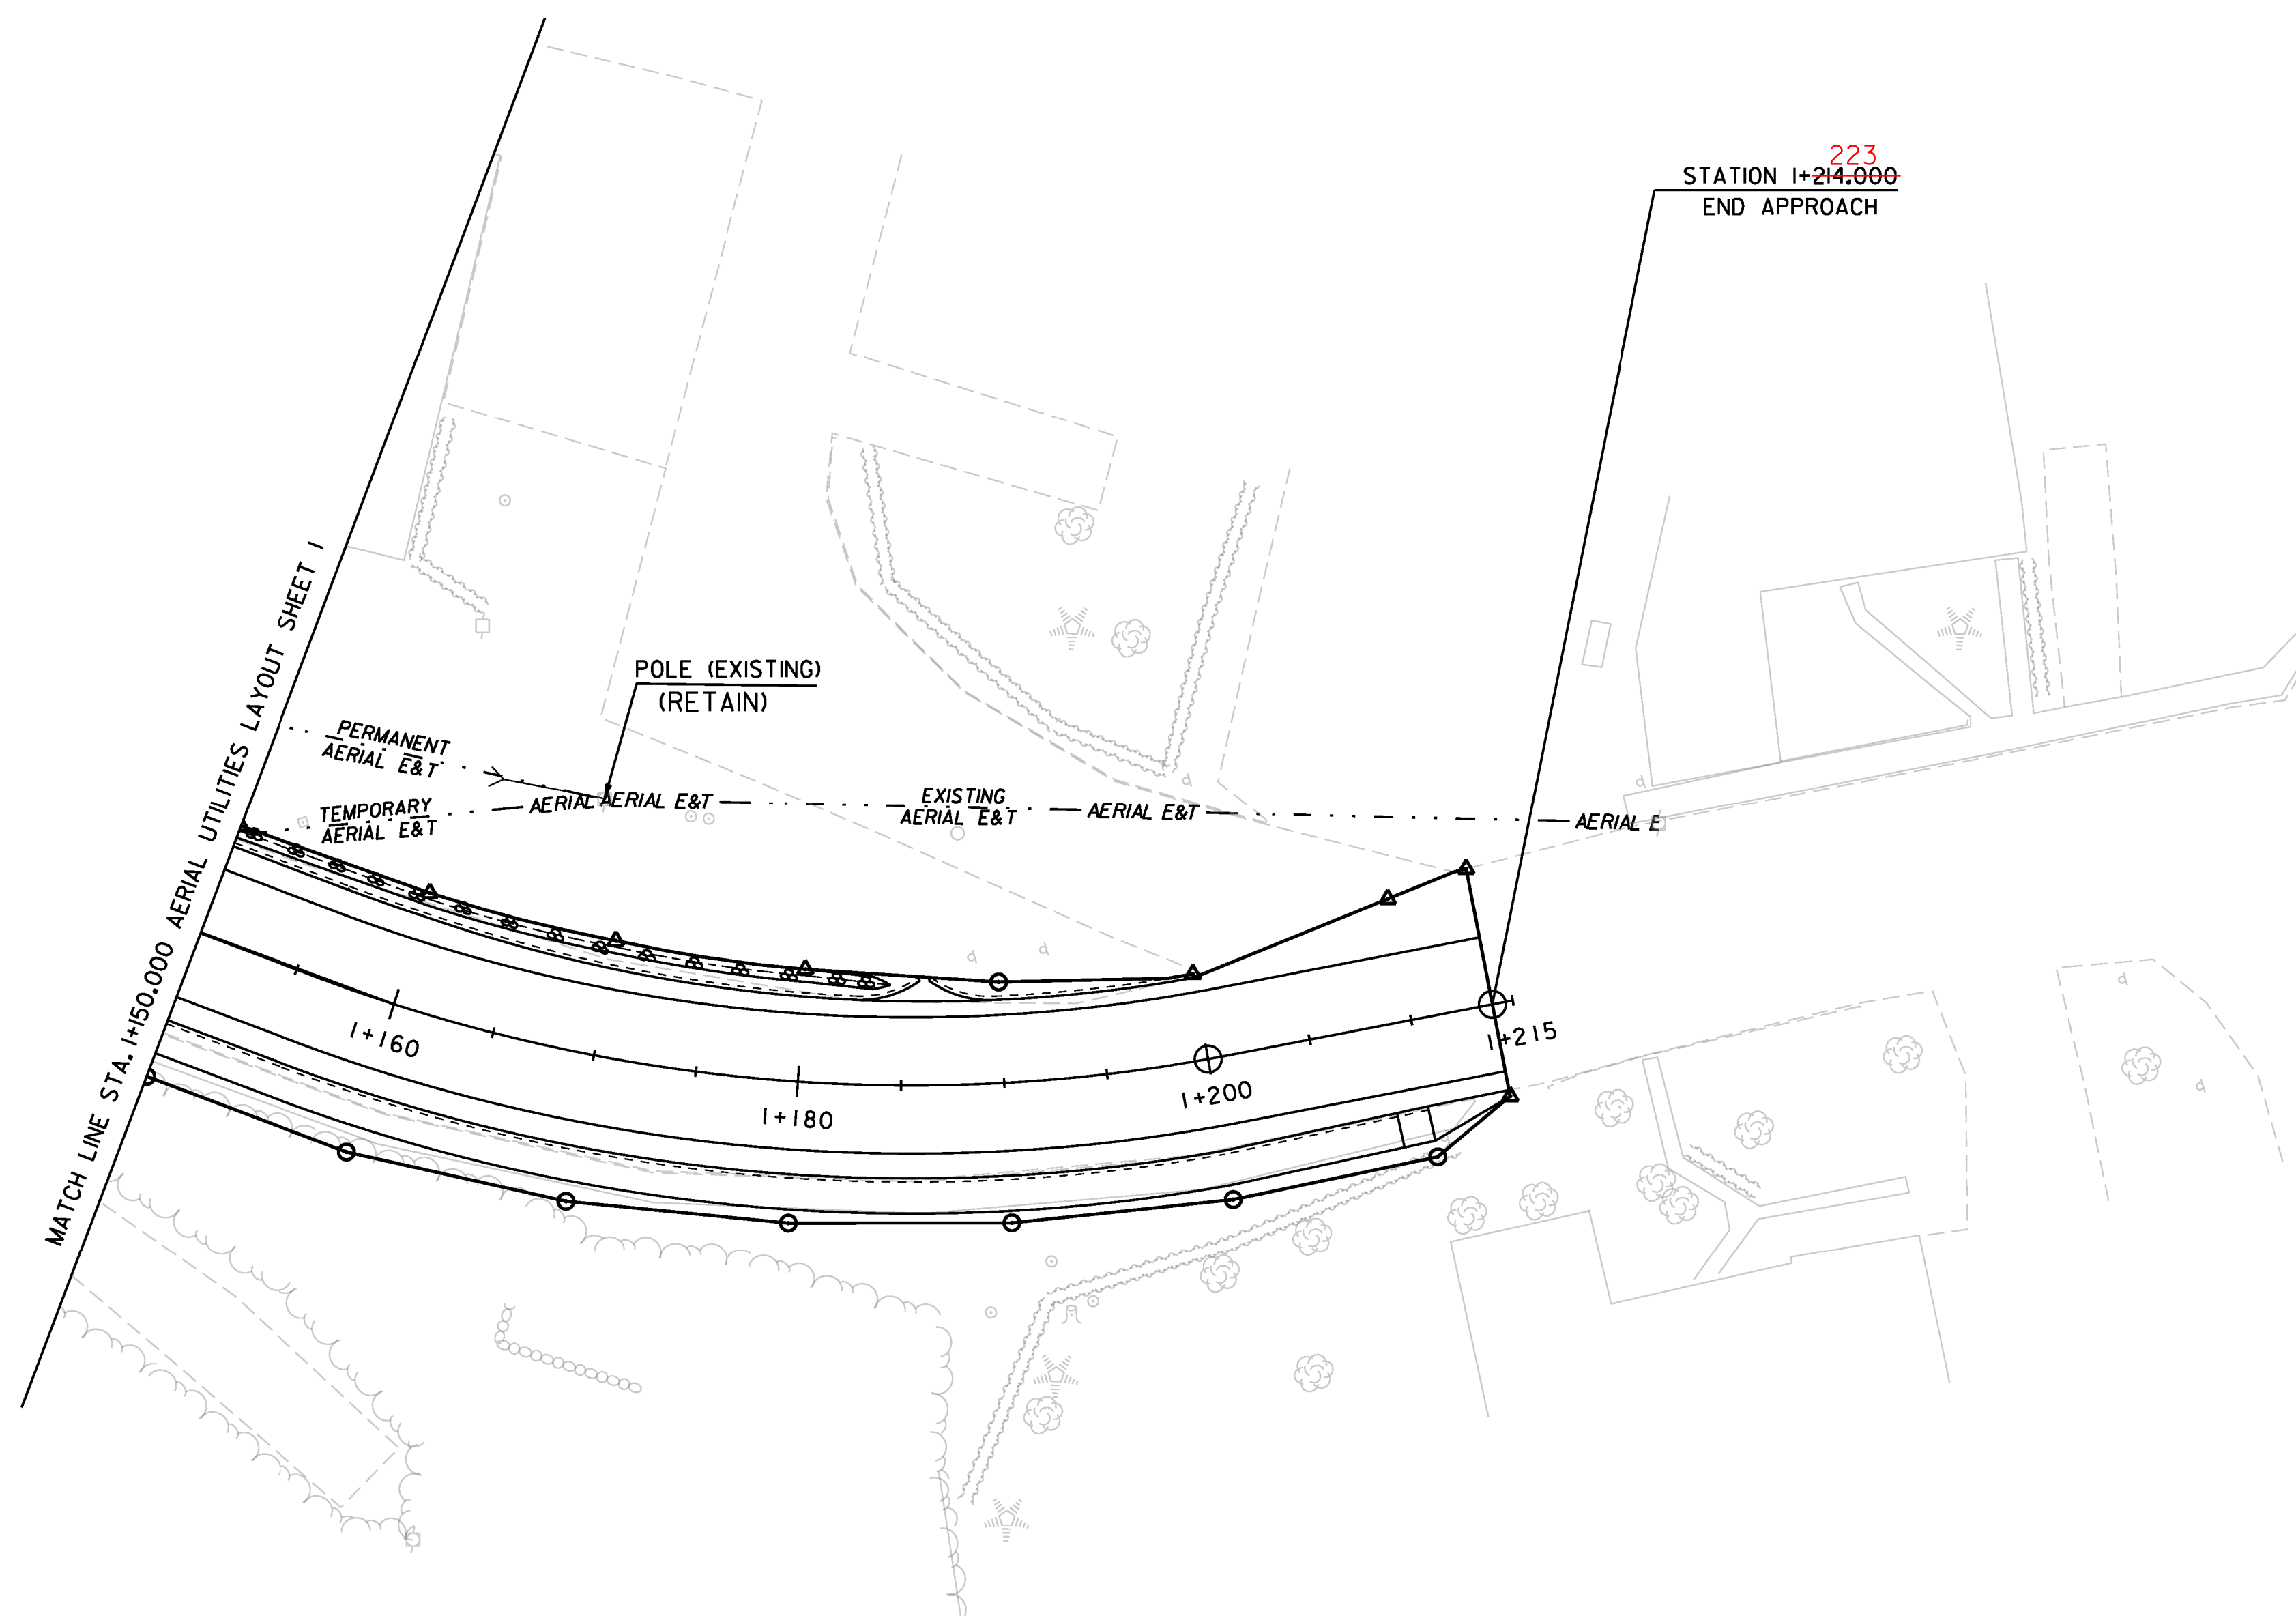 223
STATION 1+214.000
END APPROACH
MATCH LINE STA. 1+150.000 AERIAL UTILITIES LAYOUT SHEET 1
POLE (EXISTING)
(RETAIN)
PERMANENT
AERIAL E&T
TEMPORARY
AERIAL E&T
AERIAL
AERIAL E&T
EXISTING
AERIAL E&T
AERIAL E&T
AERIAL E
1+160
1+180
1+200
1+215